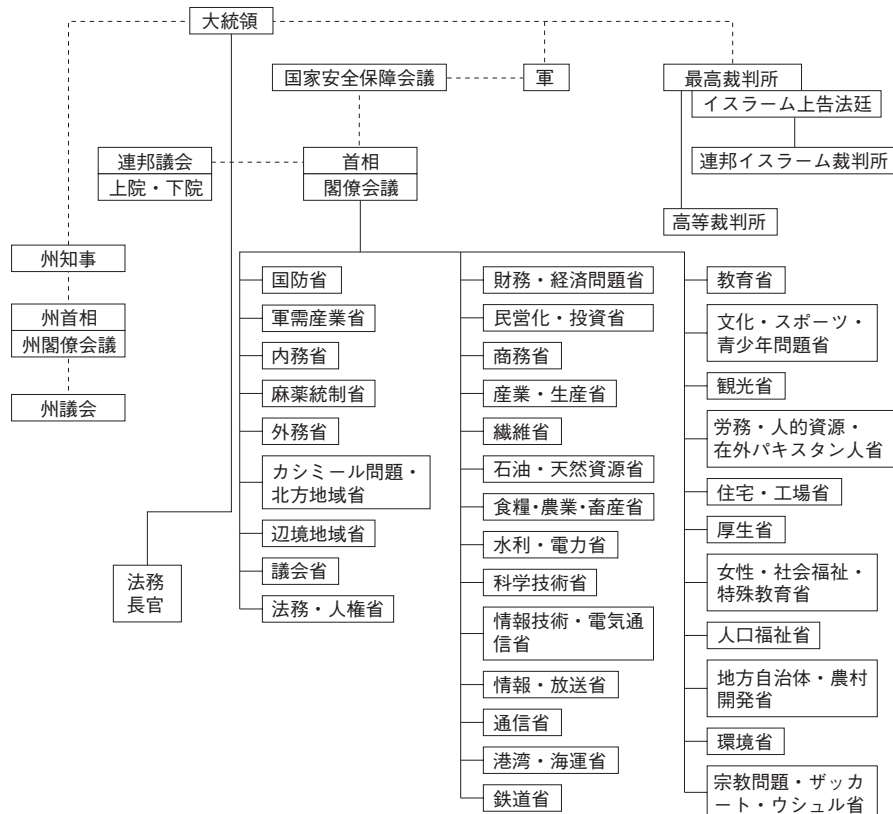 大統領
国家安全保障会議
軍
最高裁判所
イスラーム上告法廷
連邦イスラーム裁判所
高等裁判所
連邦議会
上院・下院
首相
閣僚会議
州知事
州首相
州閣僚会議
州議会
法務
長官
国防省
軍需産業省
内務省
麻薬統制省
外務省
カシミール問題・
北方地域省
辺境地域省
議会省
法務・人権省
財務・経済問題省
民営化・投資省
商務省
産業・生産省
繊維省
石油・天然資源省
食糧・農業・畜産省
水利・電力省
科学技術省
情報技術・電気通
信省
情報・放送省
通信省
港湾・海運省
鉄道省
教育省
文化・スポーツ・
青少年問題省
観光省
労務・人的資源・
在外パキスタン人省
住宅・工場省
厚生省
女性・社会福祉・
特殊教育省
人口福祉省
地方自治体・農村
開発省
環境省
宗教問題・ザッカ
ート・ウシュル省